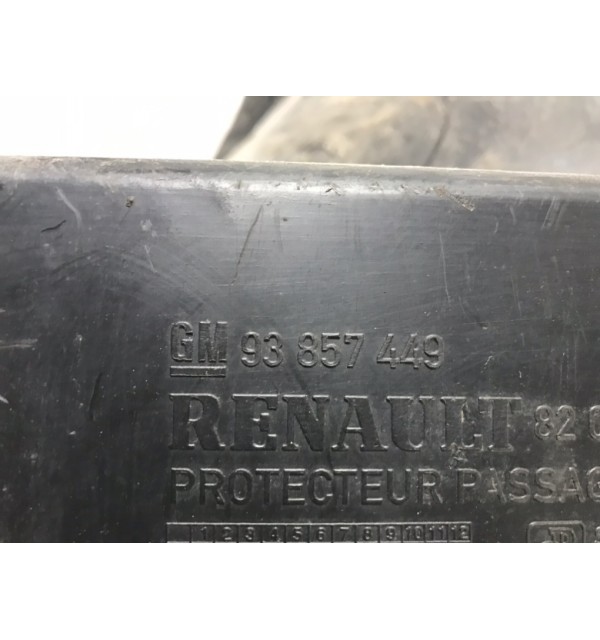 GM 93 857 449
RENAULT 82
PROTECTEUR
1 2 3 4 5 6 7 8 9 10 11 12